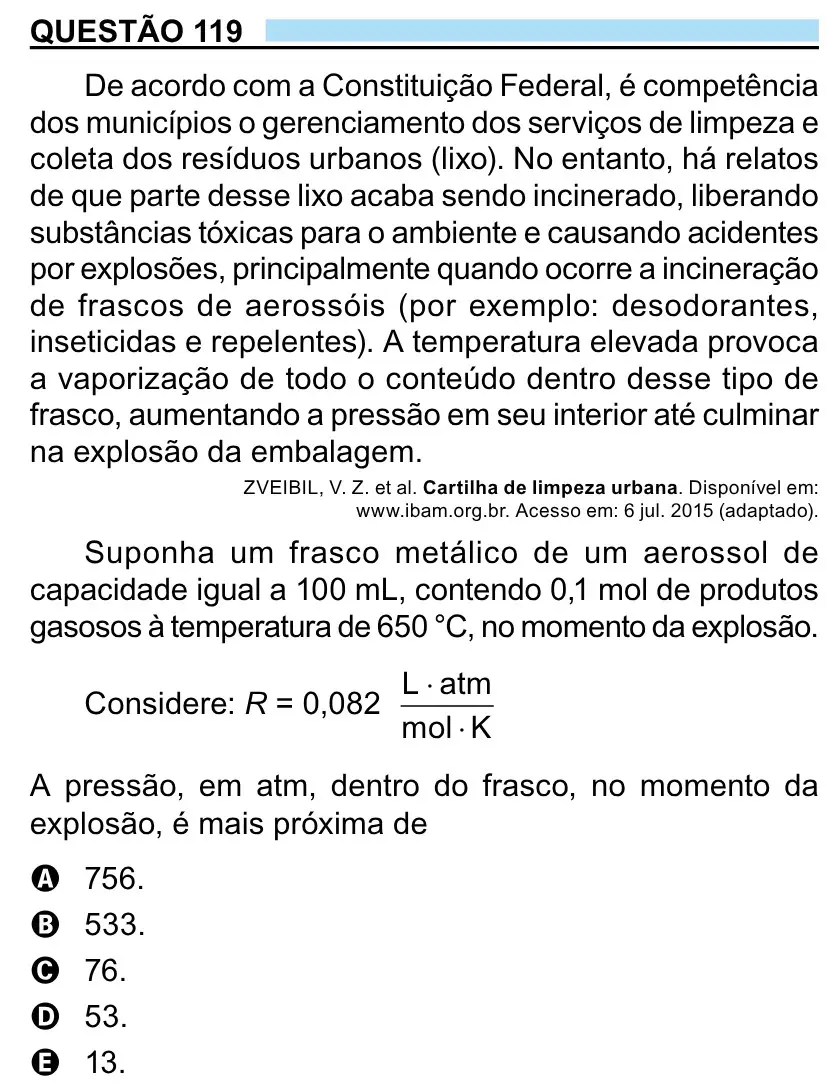 QUESTÃO 119
De acordo com a Constituição Federal, é competência
dos municípios o gerenciamento dos serviços de limpeza e
coleta dos resíduos urbanos (lixo). No entanto, há relatos
de que parte desse lixo acaba sendo incinerado, liberando
substâncias tóxicas para o ambiente e causando acidentes
por explosões, principalmente quando ocorre a incineração
de frascos de aerossóis (por exemplo: desodorantes,
inseticidas e repelentes). A temperatura elevada provoca
a vaporização de todo o conteúdo dentro desse tipo de
frasco, aumentando a pressão em seu interior até culminar
na explosão da embalagem.
ZVEIBIL, V. Z. et al. Cartilha de limpeza urbana. Disponível em:
www.ibam.org.br. Acesso em: 6 jul. 2015 (adaptado).
Suponha um frasco metálico de um aerossol de
capacidade igual a 100 mL, contendo 0,1 mol de produtos
gasosos à temperatura de 650 °C, no momento da explosão.
Considere: R = 0,082 L · atm / mol · K
A pressão, em atm, dentro do frasco, no momento da
explosão, é mais próxima de
A 756.
B 533.
C 76.
D 53.
E 13.